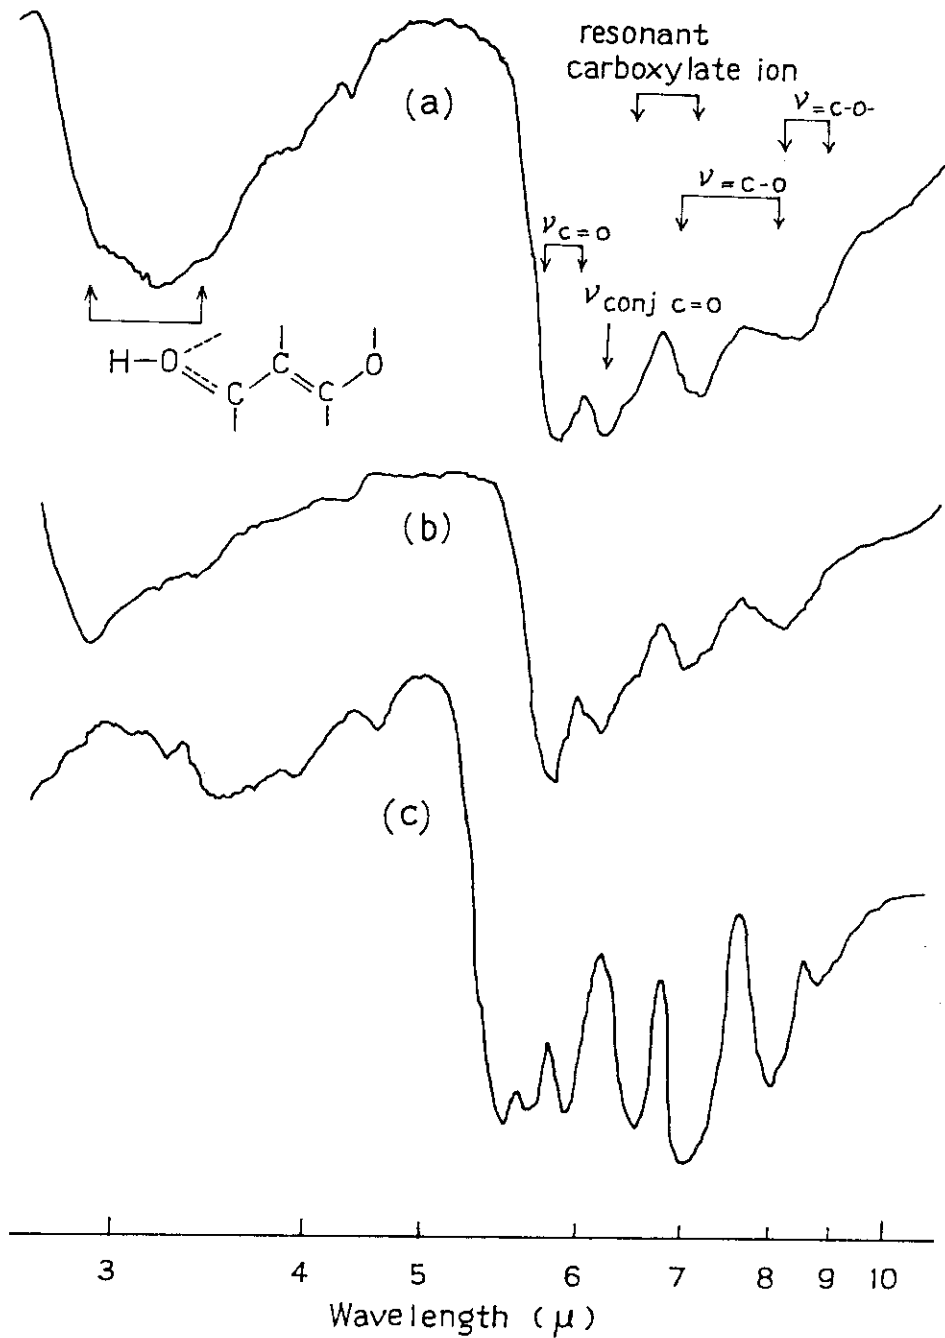 resonant
carboxylate ion
(a)
ν=C-O-
ν=C-O
νC=O
νconj C=O
H-O
C
C
C
O
(b)
(c)
3 4 5 6 7 8 9 10
Wavelength (μ)